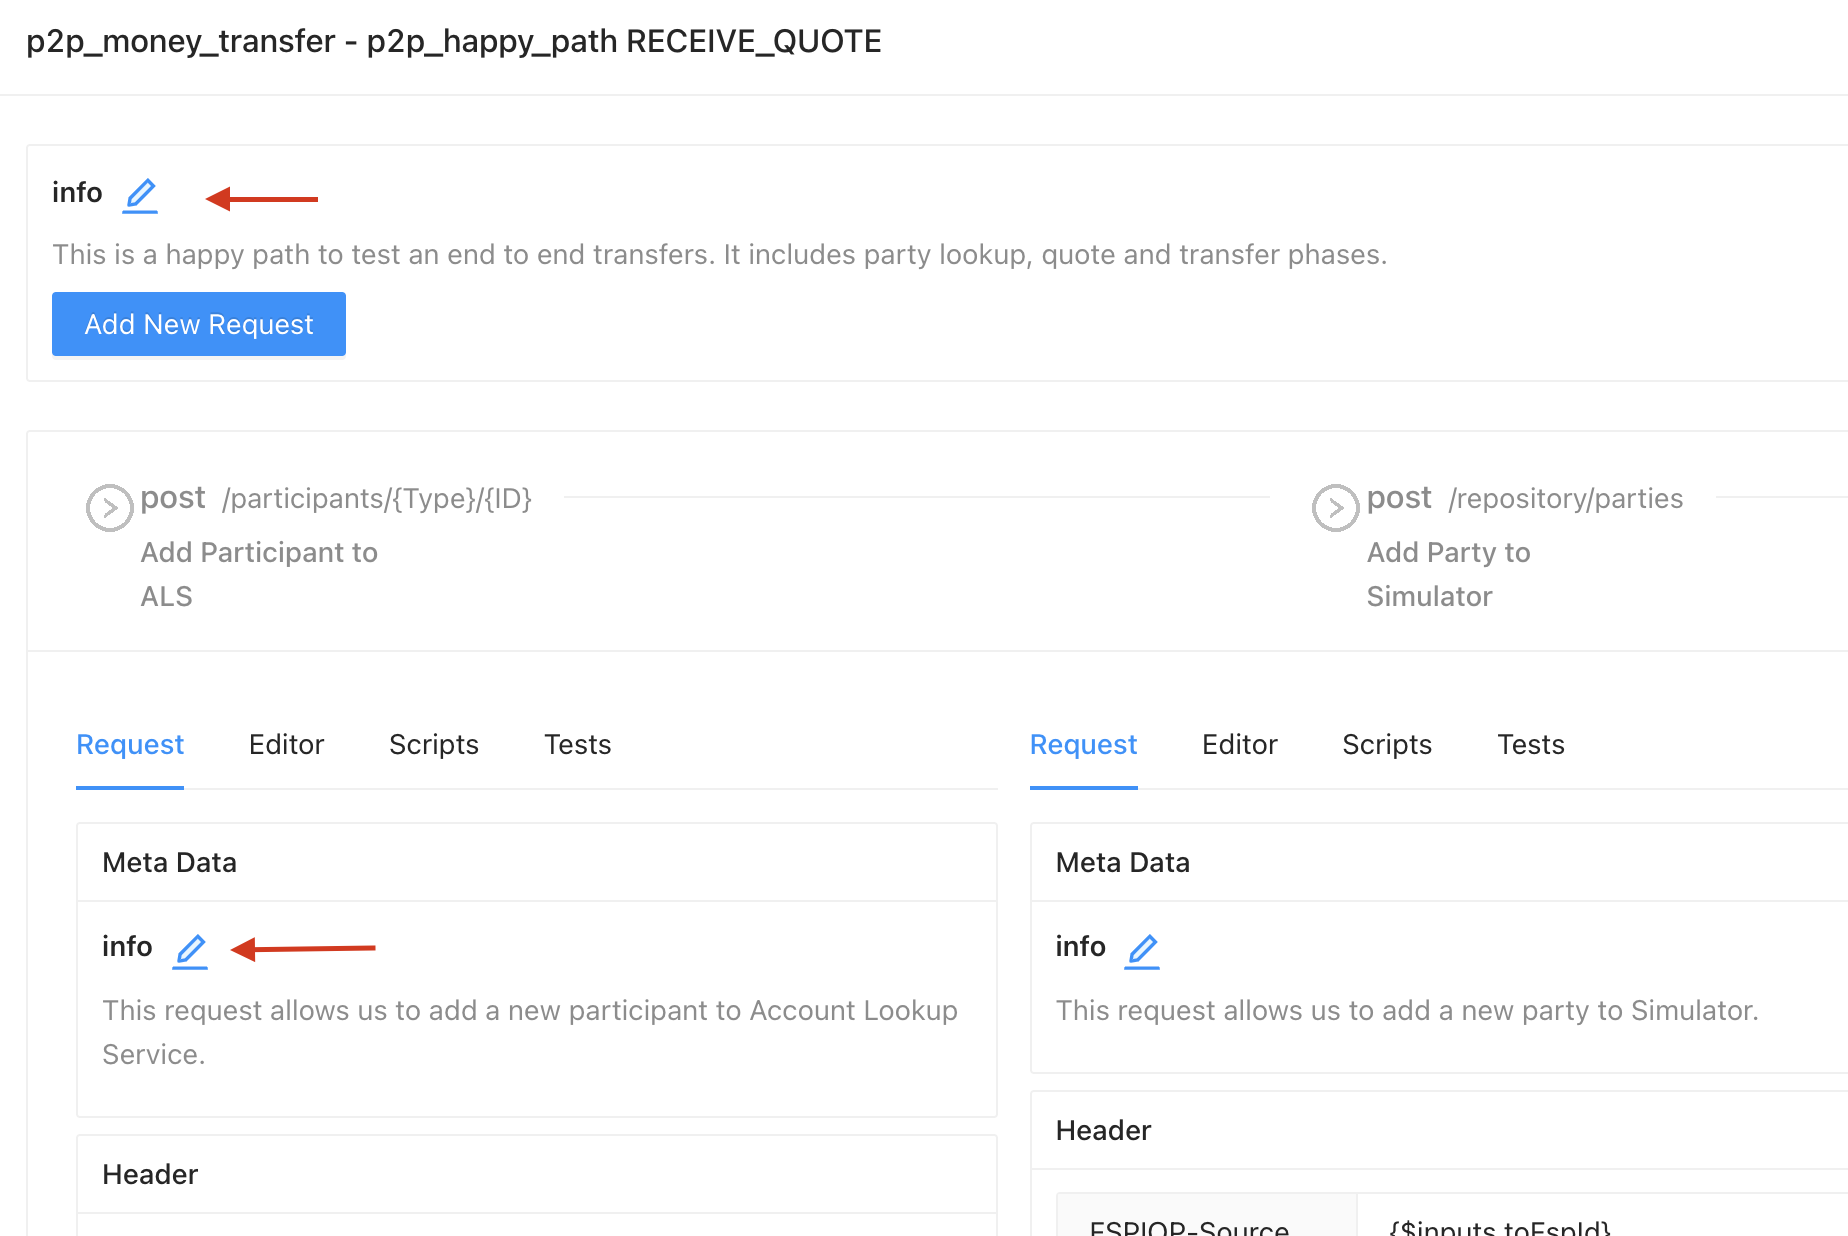 p2p_money_transfer - p2p_happy_path RECEIVE_QUOTE
info
This is a happy path to test an end to end transfers. It includes party lookup, quote and transfer phases.
Add New Request
post /participants/{Type}/{ID}
Add Participant to
ALS
post /repository/parties
Add Party to
Simulator
Request Editor Scripts Tests
Meta Data
info
This request allows us to add a new participant to Account Lookup
Service.
Header
Request Editor Scripts Tests
Meta Data
info
This request allows us to add a new party to Simulator.
Header
FSPIOP-Source {$inputs.toFspId}